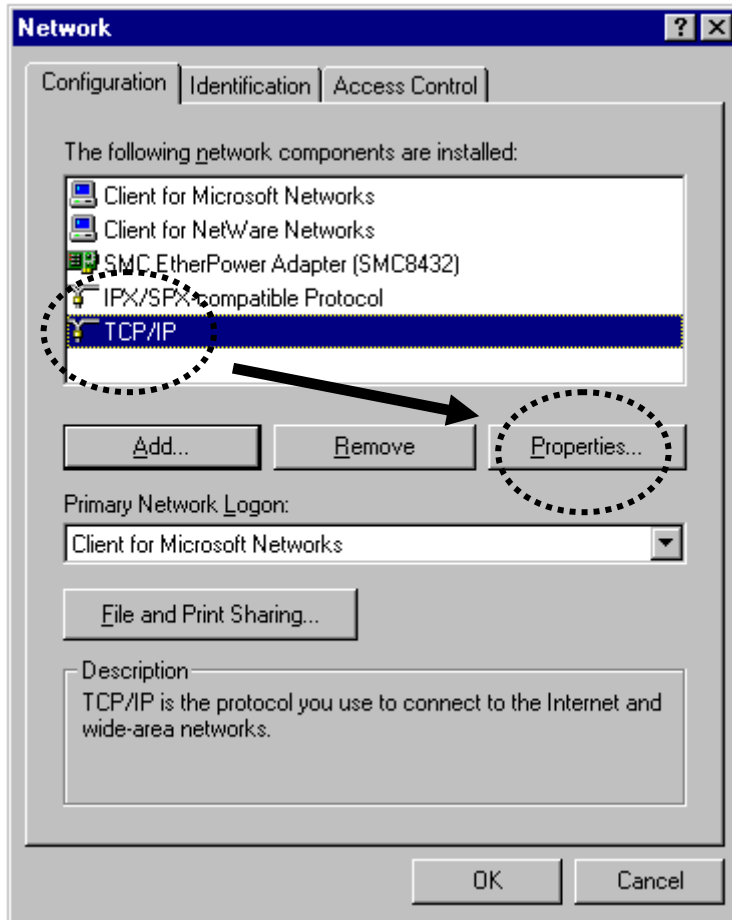 Network
Configuration Identification Access Control
The following network components are installed:
Client for Microsoft Networks
Client for NetWare Networks
SMC EtherPower Adapter (SMC8432)
IPX/SPX-compatible Protocol
TCP/IP
Add... Remove Properties...
Primary Network Logon:
Client for Microsoft Networks
File and Print Sharing...
Description
TCP/IP is the protocol you use to connect to the Internet and
wide-area networks.
OK Cancel